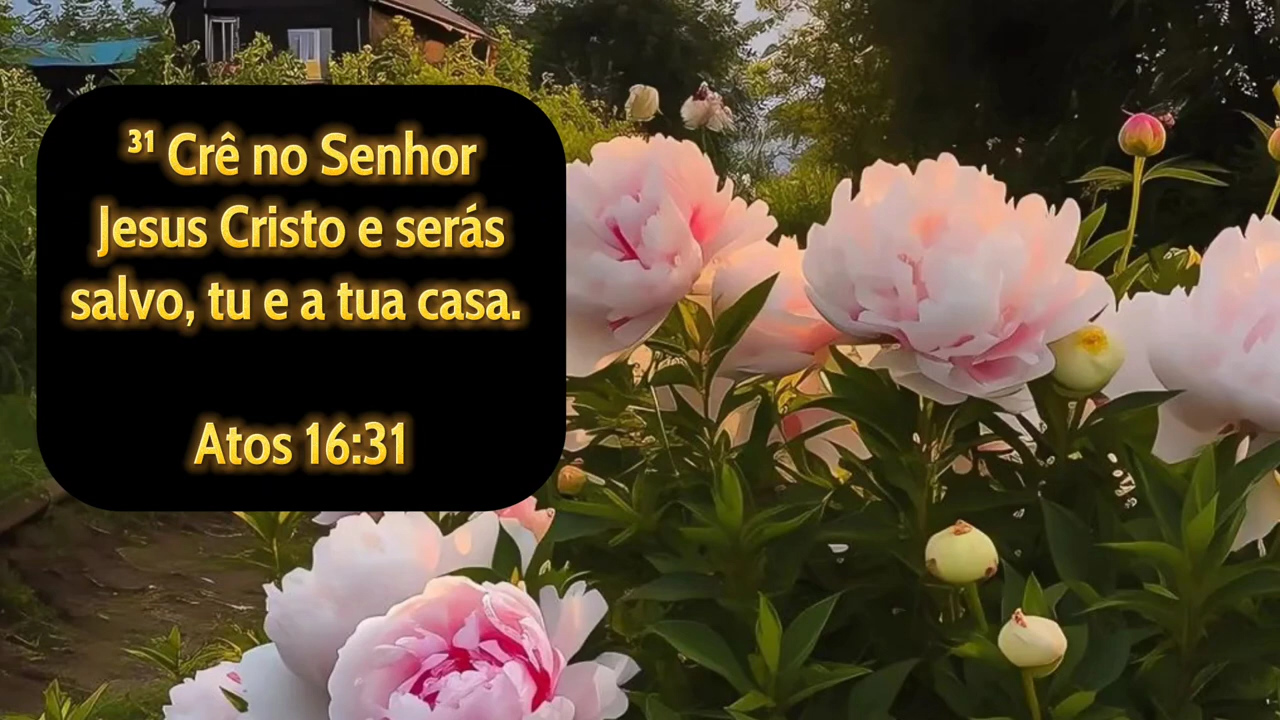 ³¹ Crê no Senhor
Jesus Cristo e serás
salvo, tu e a tua casa.
Atos 16:31